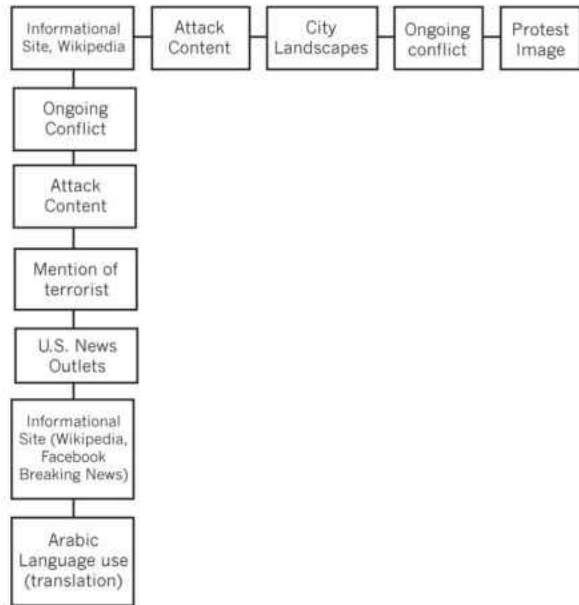 Informational
Site, Wikipedia
Attack
Content
City
Landscapes
Ongoing
conflict
Protest
Image
Ongoing
Conflict
Attack
Content
Mention of
terrorist
U.S. News
Outlets
Informational
Site (Wikipedia,
Facebook
Breaking News)
Arabic
Language use
(translation)